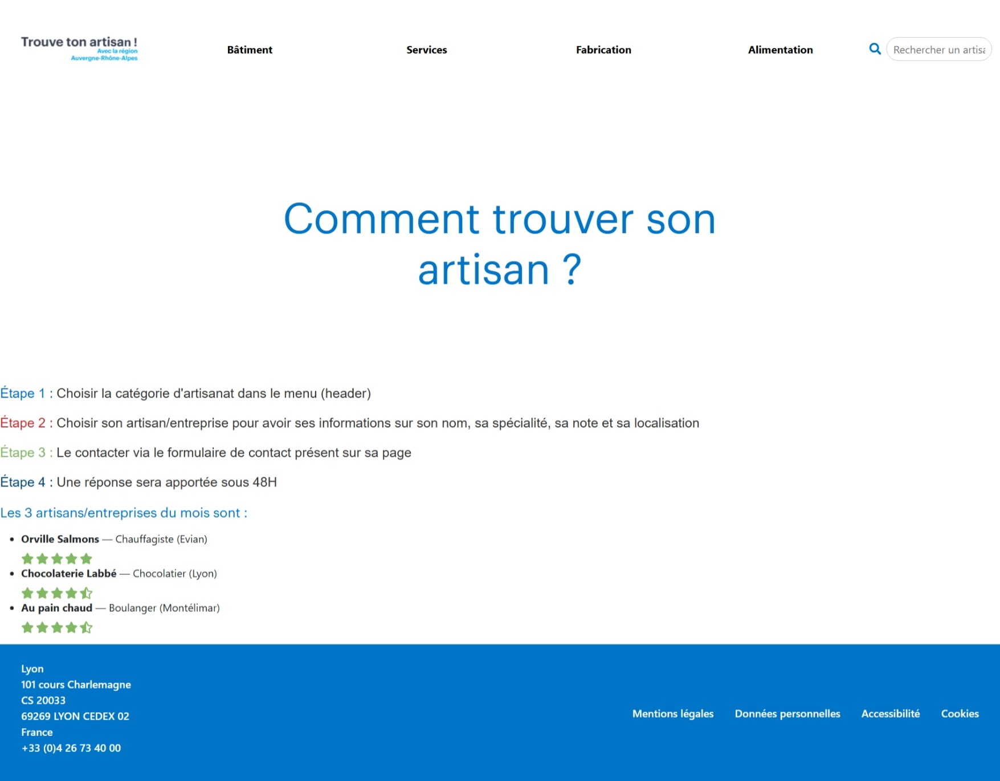 Trouve ton artisan !
Avec la région
Auvergne-Rhône-Alpes
Bâtiment
Services
Fabrication
Alimentation
Rechercher un artisa
Comment trouver son
artisan ?
Étape 1 : Choisir la catégorie d'artisanat dans le menu (header)
Étape 2 : Choisir son artisan/entreprise pour avoir ses informations sur son nom, sa spécialité, sa note et sa localisation
Étape 3 : Le contacter via le formulaire de contact présent sur sa page
Étape 4 : Une réponse sera apportée sous 48H
Les 3 artisans/entreprises du mois sont :
Orville Salmons — Chauffagiste (Evian)
Chocolaterie Labbé — Chocolatier (Lyon)
Au pain chaud — Boulanger (Montélimar)
Lyon
101 cours Charlemagne
CS 20033
69269 LYON CEDEX 02
France
+33 (0)4 26 73 40 00
Mentions légales
Données personnelles
Accessibilité
Cookies